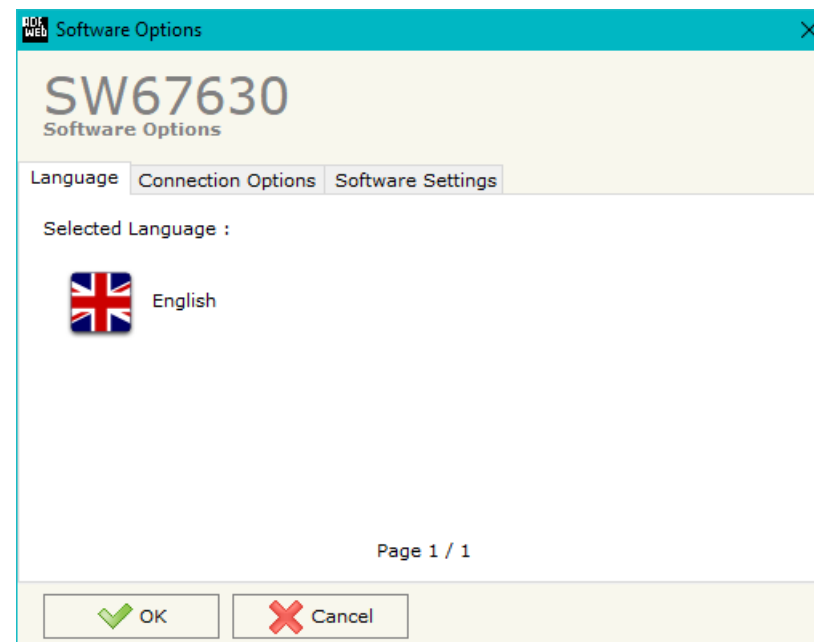 ADF
WEB Software Options
SW67630
Software Options
Language Connection Options Software Settings
Selected Language :
English
Page 1 / 1
OK Cancel